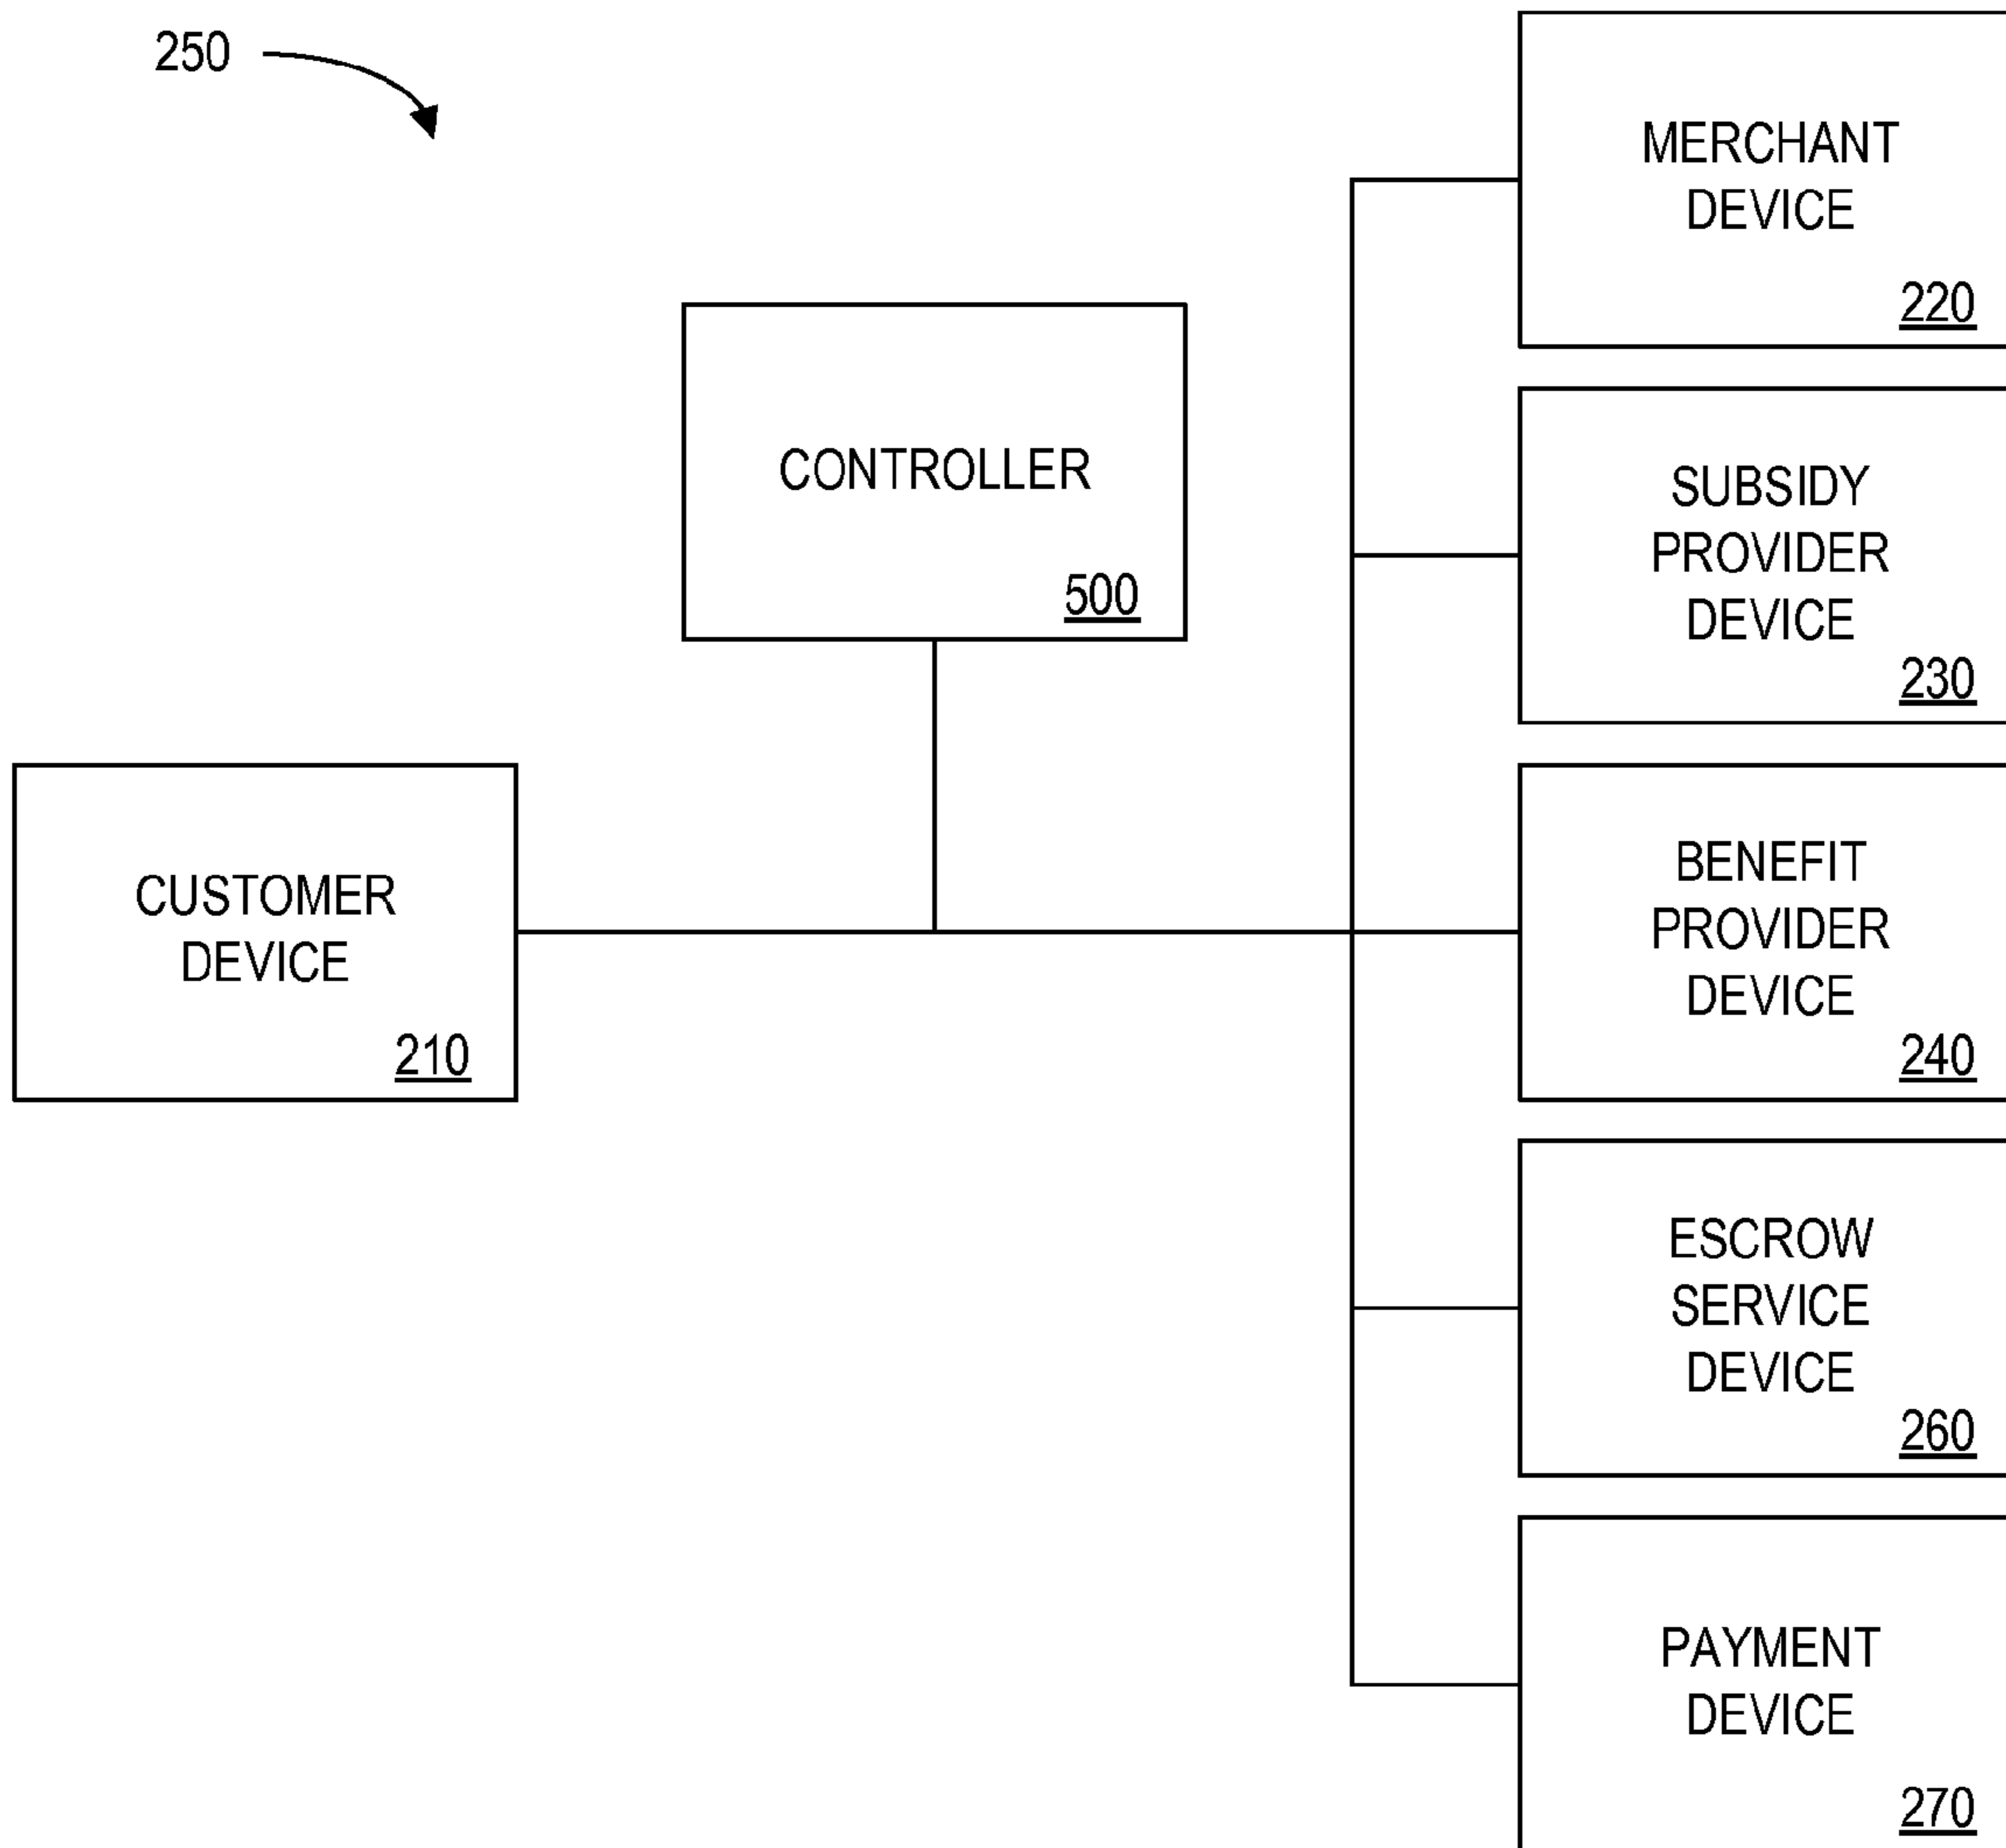 250
MERCHANT
DEVICE
220
CONTROLLER
500
SUBSIDY
PROVIDER
DEVICE
230
CUSTOMER
DEVICE
210
BENEFIT
PROVIDER
DEVICE
240
ESCROW
SERVICE
DEVICE
260
PAYMENT
DEVICE
270